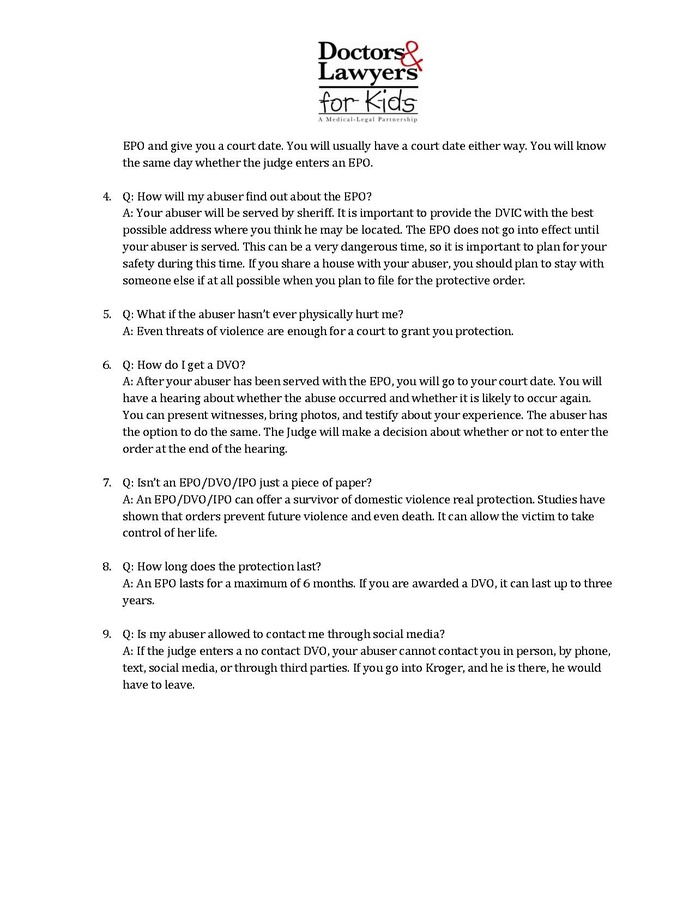 Doctors&
Lawyers
for Kids
A Medical-Legal Partnership
EPO and give you a court date. You will usually have a court date either way. You will know
the same day whether the judge enters an EPO.
4. Q: How will my abuser find out about the EPO?
A: Your abuser will be served by sheriff. It is important to provide the DVIC with the best
possible address where you think he may be located. The EPO does not go into effect until
your abuser is served. This can be a very dangerous time, so it is important to plan for your
safety during this time. If you share a house with your abuser, you should plan to stay with
someone else if at all possible when you plan to file for the protective order.
5. Q: What if the abuser hasn't ever physically hurt me?
A: Even threats of violence are enough for a court to grant you protection.
6. Q: How do I get a DVO?
A: After your abuser has been served with the EPO, you will go to your court date. You will
have a hearing about whether the abuse occurred and whether it is likely to occur again.
You can present witnesses, bring photos, and testify about your experience. The abuser has
the option to do the same. The Judge will make a decision about whether or not to enter the
order at the end of the hearing.
7. Q: Isn't an EPO/DVO/IPO just a piece of paper?
A: An EPO/DVO/IPO can offer a survivor of domestic violence real protection. Studies have
shown that orders prevent future violence and even death. It can allow the victim to take
control of her life.
8. Q: How long does the protection last?
A: An EPO lasts for a maximum of 6 months. If you are awarded a DVO, it can last up to three
years.
9. Q: Is my abuser allowed to contact me through social media?
A: If the judge enters a no contact DVO, your abuser cannot contact you in person, by phone,
text, social media, or through third parties. If you go into Kroger, and he is there, he would
have to leave.